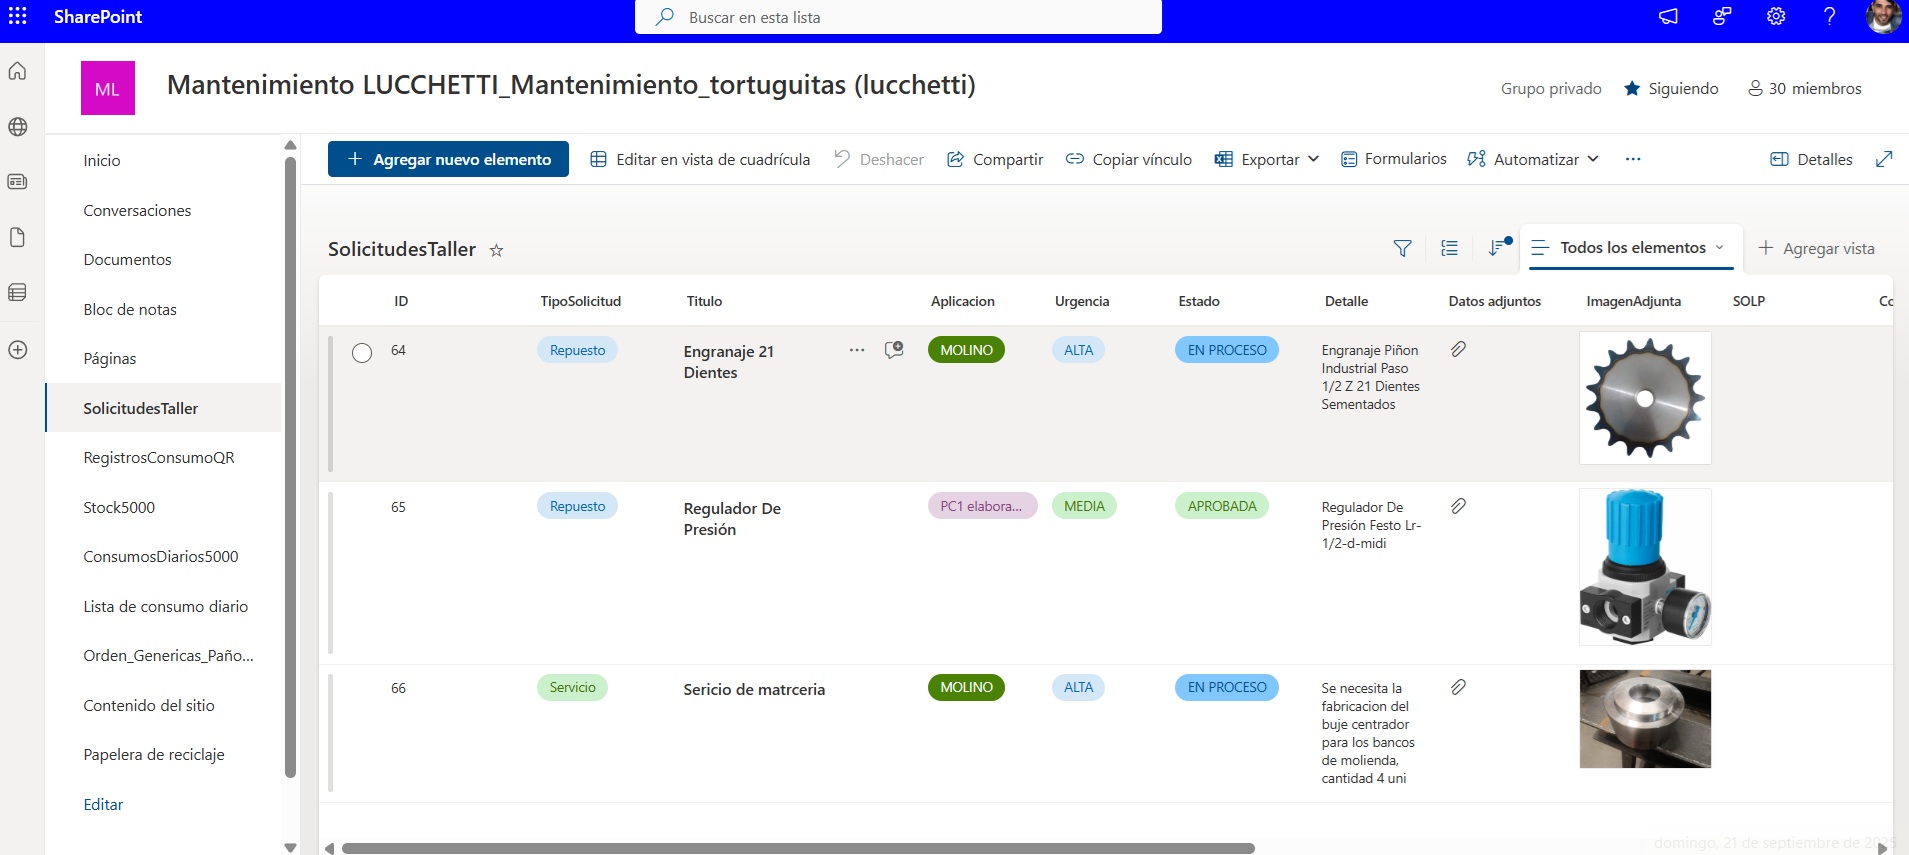 SharePoint
Buscar en esta lista
ML
Mantenimiento LUCCHETTI_Mantenimiento_tortuguitas (lucchetti)
Grupo privado
Siguiendo
30 miembros
Inicio
Conversaciones
Documentos
Bloc de notas
Páginas
SolicitudesTaller
RegistrosConsumoQR
Stock5000
ConsumosDiarios5000
Lista de consumo diario
Orden_Genericas_Paño...
Contenido del sitio
Papelera de reciclaje
Editar
Agregar nuevo elemento
Editar en vista de cuadrícula
Deshacer
Compartir
Copiar vínculo
Exportar
Formularios
Automatizar
Detalles
SolicitudesTaller
Todos los elementos
Agregar vista
ID TipoSolicitud Titulo Aplicacion Urgencia Estado Detalle Datos adjuntos ImagenAdjunta SOLP Cc
64
Repuesto
Engranaje 21
Dientes
MOLINO
ALTA
EN PROCESO
Engranaje Piñon
Industrial Paso
1/2 Z 21 Dientes
Sementados
65
Repuesto
Regulador De
Presión
PC1 elabora...
MEDIA
APROBADA
Regulador De
Presión Festo Lr-
1/2-d-midi
66
Servicio
Sericio de matrceria
MOLINO
ALTA
EN PROCESO
Se necesita la
fabricacion del
buje centrador
para los bancos
de molienda,
cantidad 4 uni
domingo, 21 de septiembre de 2025